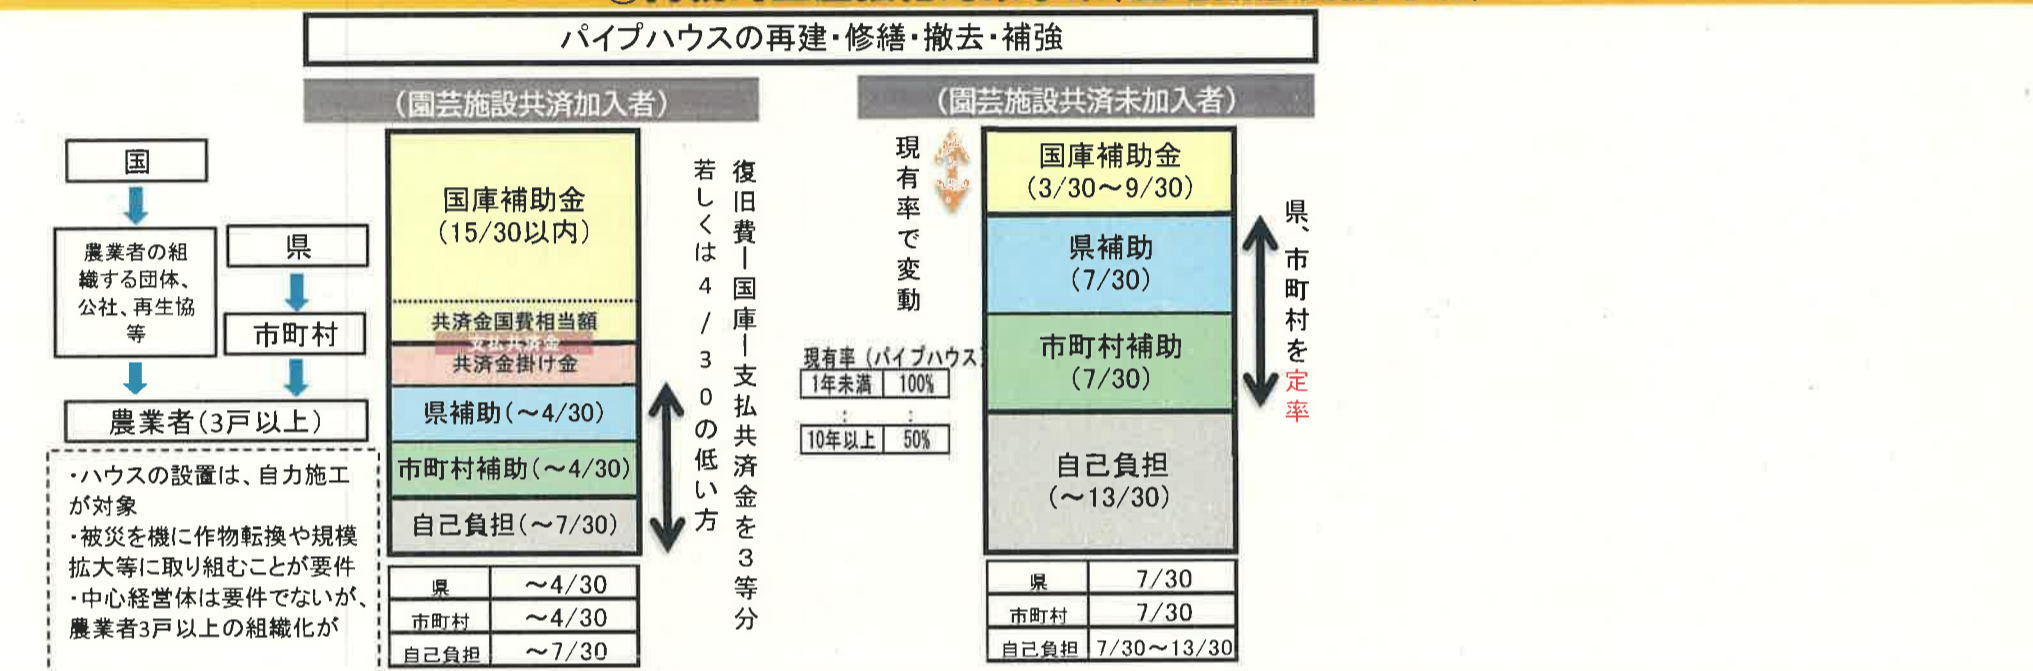 パイプハウスの再建・修繕・撤去・補強
（園芸施設共済加入者）
国
農業者の組
織する団体、
公社、再生協
等
県
市町村
農業者（3戸以上）
・ハウスの設置は、自力施工
が対象
・被災を機に作物転換や規模
拡大等に取り組むことが要件
・中心経営体は要件でないが、
農業者3戸以上の組織化が
国庫補助金
（15/30以内）
共済金国費相当額
支払共済金
共済金掛け金
県補助（～4/30）
市町村補助（～4/30）
自己負担（～7/30）
復旧費ー国庫ー支払共済金を3等分
若しくは4/30の低い方
県 ～4/30
市町村 ～4/30
自己負担 ～7/30
（園芸施設共済未加入者）
現有率で変動
現有率（パイプハウス）
1年未満 100%
： ：
10年以上 50%
国庫補助金
（3/30～9/30）
県補助
（7/30）
市町村補助
（7/30）
自己負担
（～13/30）
県、市町村を定率
県 7/30
市町村 7/30
自己負担 7/30～13/30